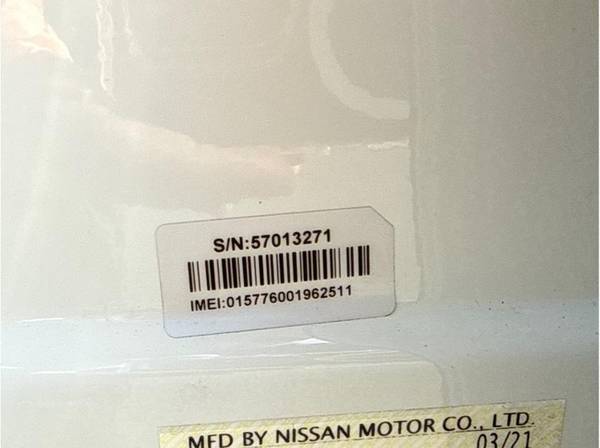 S/N:57013271
IMEI:015776001962511
MFD BY NISSAN MOTOR CO., LTD.
03/21